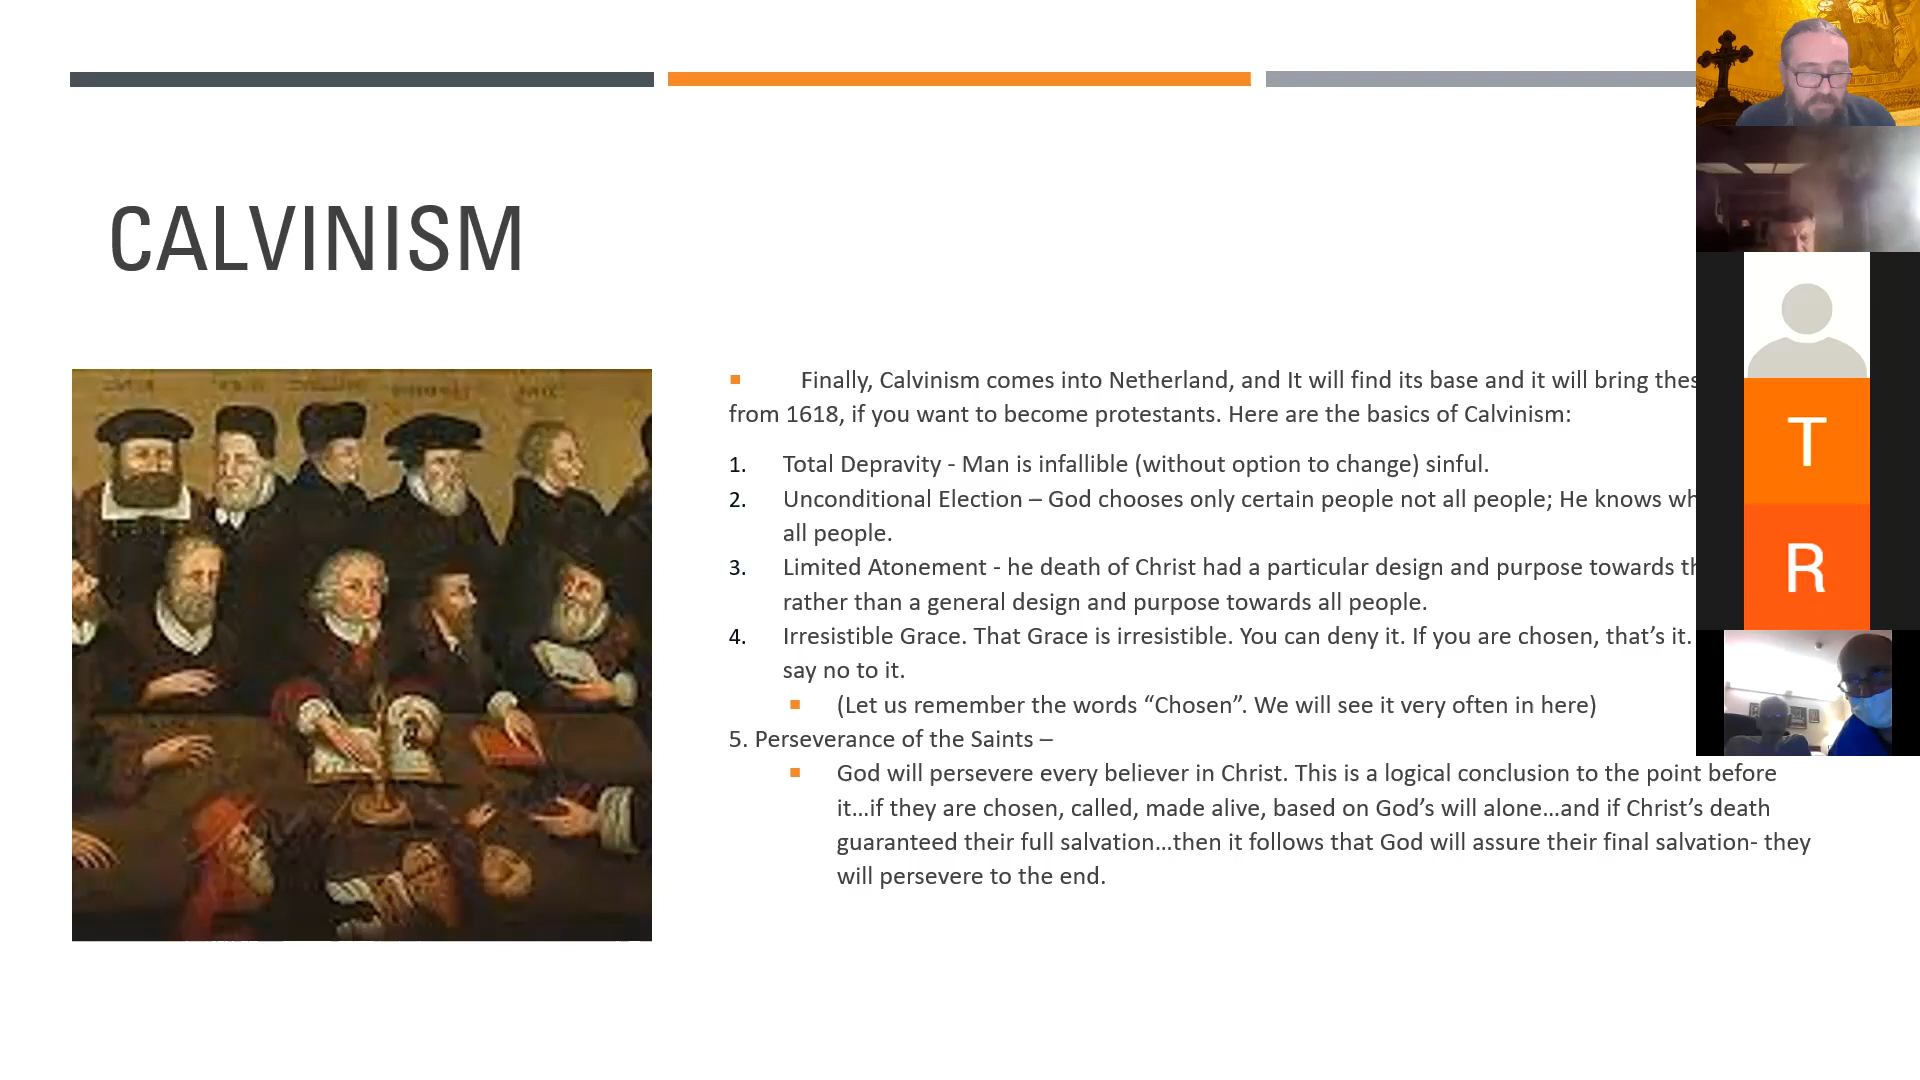 CALVINISM
Finally, Calvinism comes into Netherland, and It will find its base and it will bring
from 1618, if you want to become protestants. Here are the basics of Calvinism:
1. Total Depravity - Man is infallible (without option to change) sinful.
2. Unconditional Election – God chooses only certain people not all people; He knows
all people.
3. Limited Atonement - he death of Christ had a particular design and purpose towards
rather than a general design and purpose towards all people.
4. Irresistible Grace. That Grace is irresistible. You can deny it. If you are chosen, that’s it.
say no to it.
(Let us remember the words “Chosen”. We will see it very often in here)
5. Perseverance of the Saints –
God will persevere every believer in Christ. This is a logical conclusion to the point before
it…if they are chosen, called, made alive, based on God’s will alone…and if Christ’s death
guaranteed their full salvation…then it follows that God will assure their final salvation- they
will persevere to the end.
T
R